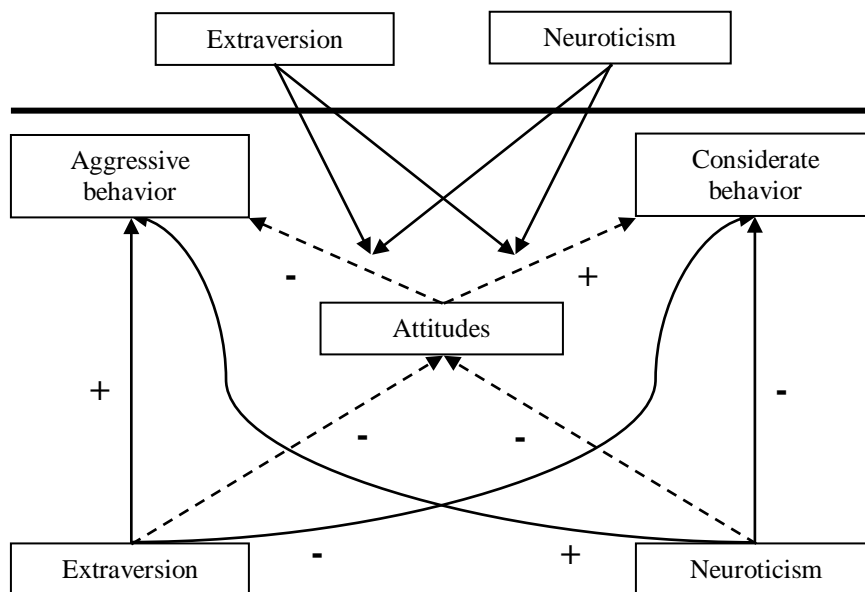 Extraversion
Neuroticism
Aggressive
behavior
Considerate
behavior
-
+
Attitudes
+
-
-
-
-
+
Extraversion
Neuroticism